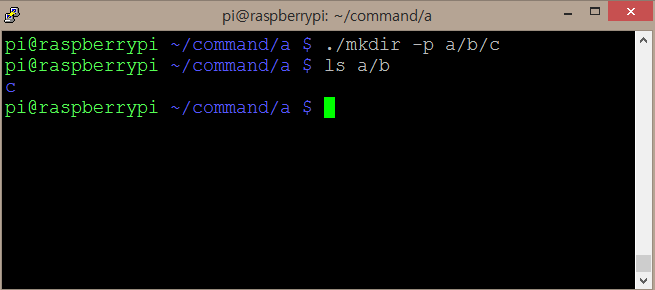 pi@raspberrypi: ~/command/a
pi@raspberrypi ~/command/a $ ./mkdir -p a/b/c
pi@raspberrypi ~/command/a $ ls a/b
c
pi@raspberrypi ~/command/a $